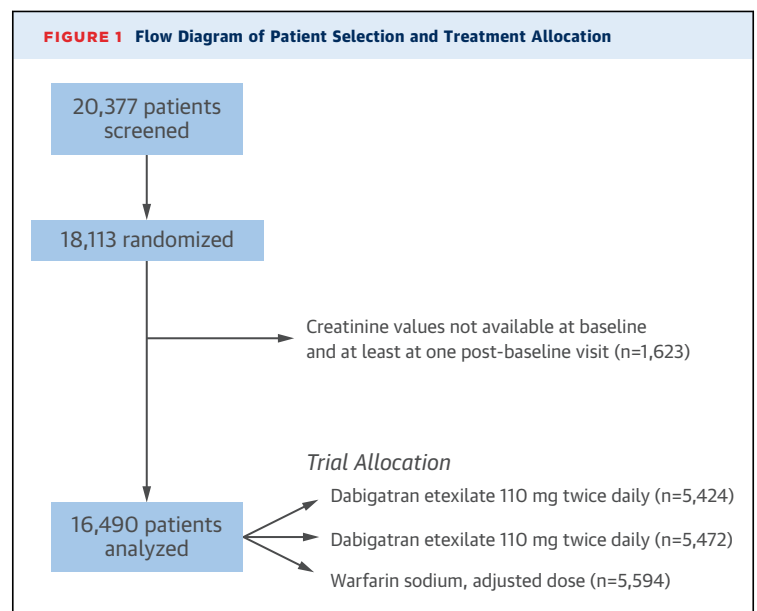 FIGURE 1 Flow Diagram of Patient Selection and Treatment Allocation
20,377 patients
screened
18,113 randomized
Creatinine values not available at baseline
and at least at one post-baseline visit (n=1,623)
Trial Allocation
Dabigatran etexilate 110 mg twice daily (n=5,424)
16,490 patients
analyzed
Dabigatran etexilate 110 mg twice daily (n=5,472)
Warfarin sodium, adjusted dose (n=5,594)